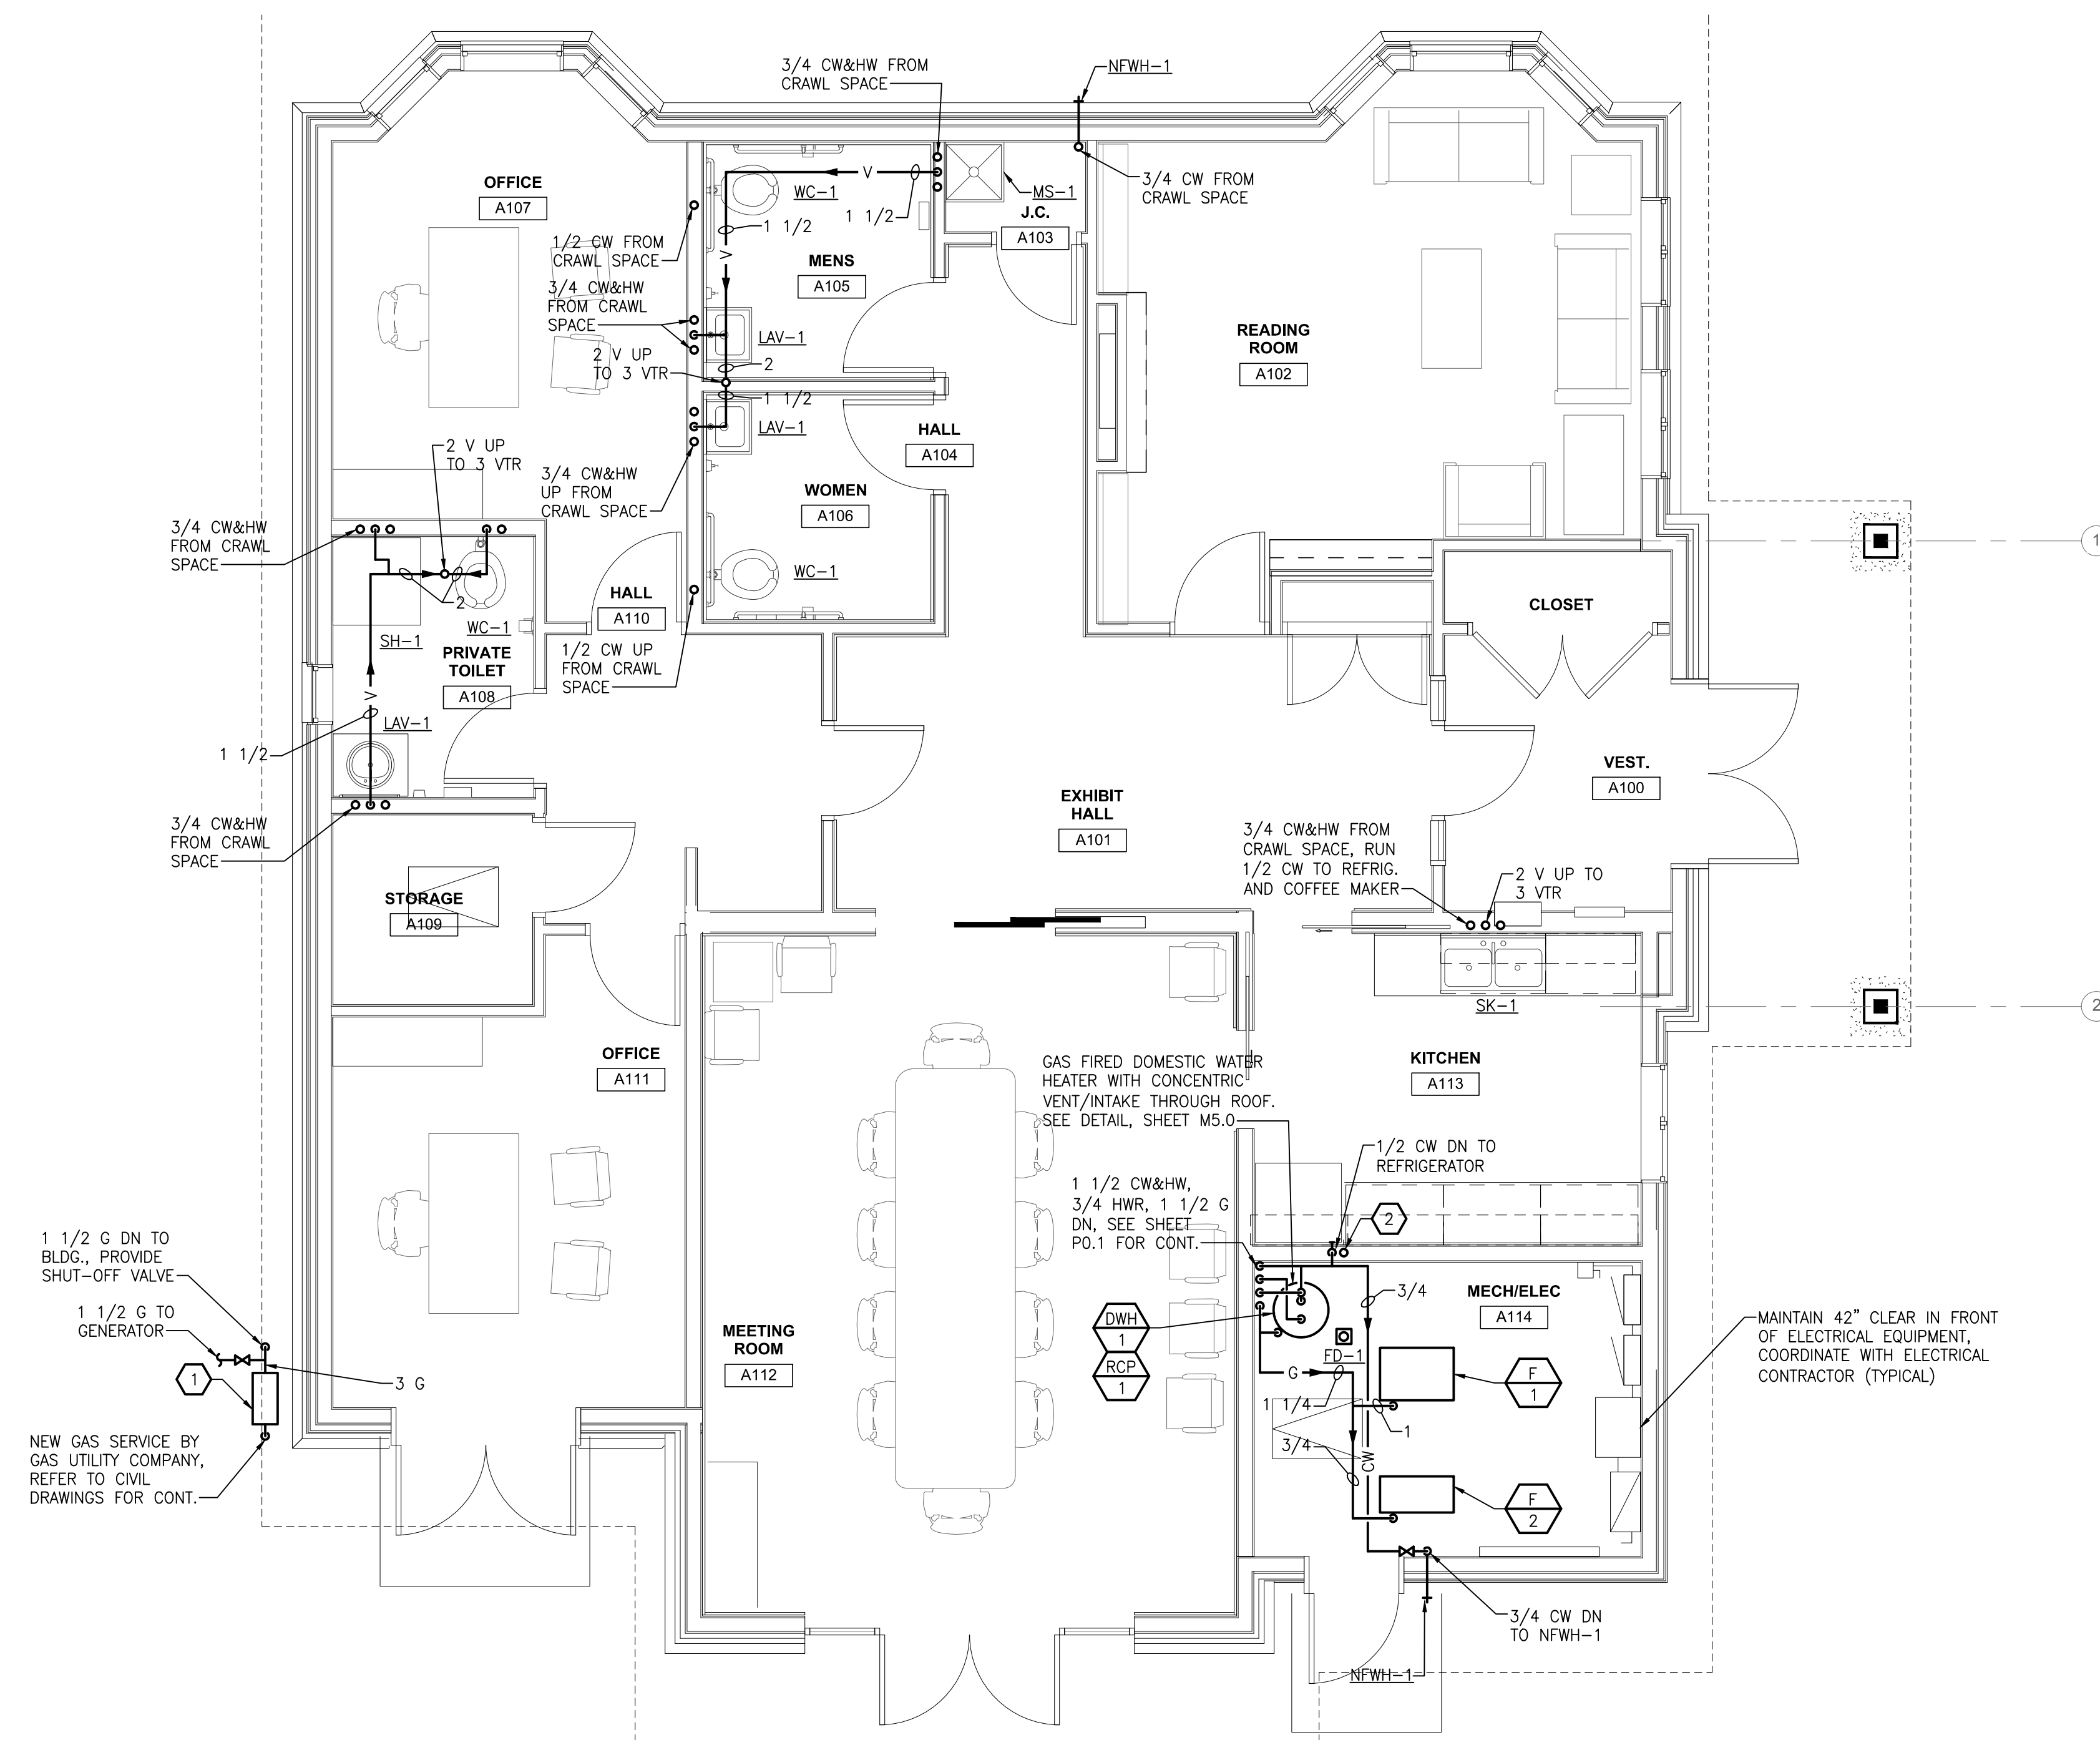 3/4 CW&HW FROM
CRAWL SPACE
NFWH-1
3/4 CW FROM
CRAWL SPACE
OFFICE
A107
WC-1
V
1 1/2
MS-1
J.C.
A103
1 1/2
V
1/2 CW FROM
CRAWL SPACE
MENS
A105
3/4 CW&HW
FROM CRAWL
SPACE
LAV-1
2 V UP
TO 3 VTR
2
1 1/2
LAV-1
READING
ROOM
A102
HALL
A104
2 V UP
TO 3 VTR
3/4 CW&HW
UP FROM
CRAWL SPACE
WOMEN
A106
3/4 CW&HW
FROM CRAWL
SPACE
1
WC-1
2
HALL
A110
CLOSET
SH-1
WC-1
PRIVATE
TOILET
A108
1/2 CW UP
FROM CRAWL
SPACE
V
LAV-1
1 1/2
VEST.
A100
EXHIBIT
HALL
A101
3/4 CW&HW
FROM CRAWL
SPACE
3/4 CW&HW FROM
CRAWL SPACE, RUN
1/2 CW TO REFRIG.
AND COFFEE MAKER
2 V UP TO
3 VTR
STORAGE
A109
SK-1
2
OFFICE
A111
KITCHEN
A113
GAS FIRED DOMESTIC WATER
HEATER WITH CONCENTRIC
VENT/INTAKE THROUGH ROOF.
SEE DETAIL, SHEET M5.0
1/2 CW DN TO
REFRIGERATOR
1 1/2 CW&HW,
3/4 HWR, 1 1/2 G
DN, SEE SHEET
P0.1 FOR CONT.
2
1 1/2 G DN TO
BLDG., PROVIDE
SHUT-OFF VALVE
1 1/2 G TO
GENERATOR
1
3 G
NEW GAS SERVICE BY
GAS UTILITY COMPANY,
REFER TO CIVIL
DRAWINGS FOR CONT.
MEETING
ROOM
A112
DWH
1
RCP
1
3/4
MECH/ELEC
A114
FD-1
G
F
1
1 1/4
1
3/4
CW
F
2
MAINTAIN 42" CLEAR IN FRONT
OF ELECTRICAL EQUIPMENT,
COORDINATE WITH ELECTRICAL
CONTRACTOR (TYPICAL)
3/4 CW DN
TO NFWH-1
NFWH-1